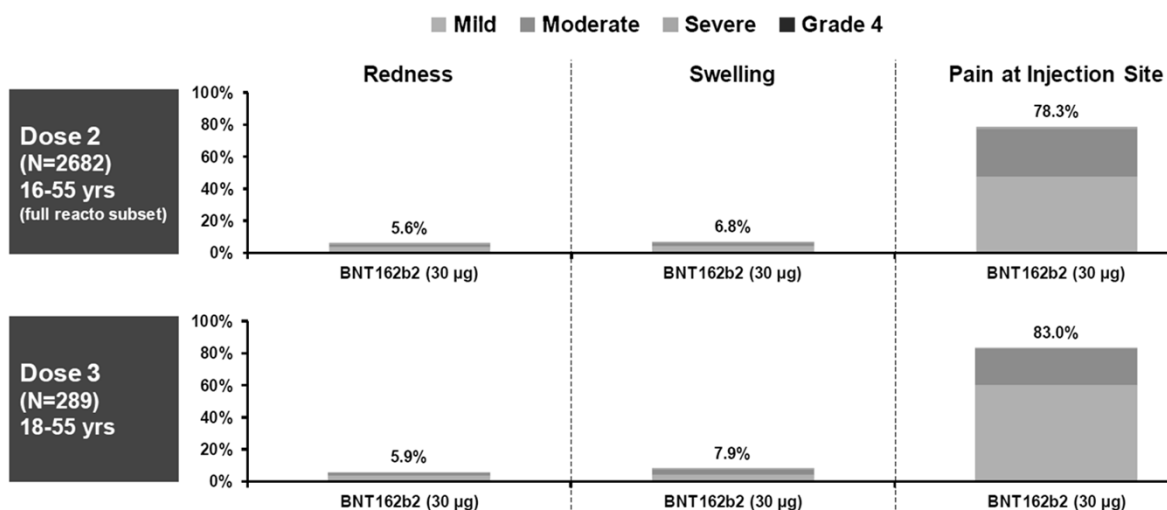 Mild Moderate Severe Grade 4
Redness Swelling Pain at Injection Site
Dose 2
(N=2682)
16-55 yrs
(full reacto subset)
100%
80%
60%
40%
20%
0%
5.6%
6.8%
78.3%
BNT162b2 (30 µg) BNT162b2 (30 µg) BNT162b2 (30 µg)
Dose 3
(N=289)
18-55 yrs
100%
80%
60%
40%
20%
0%
5.9%
7.9%
83.0%
BNT162b2 (30 µg) BNT162b2 (30 µg) BNT162b2 (30 µg)